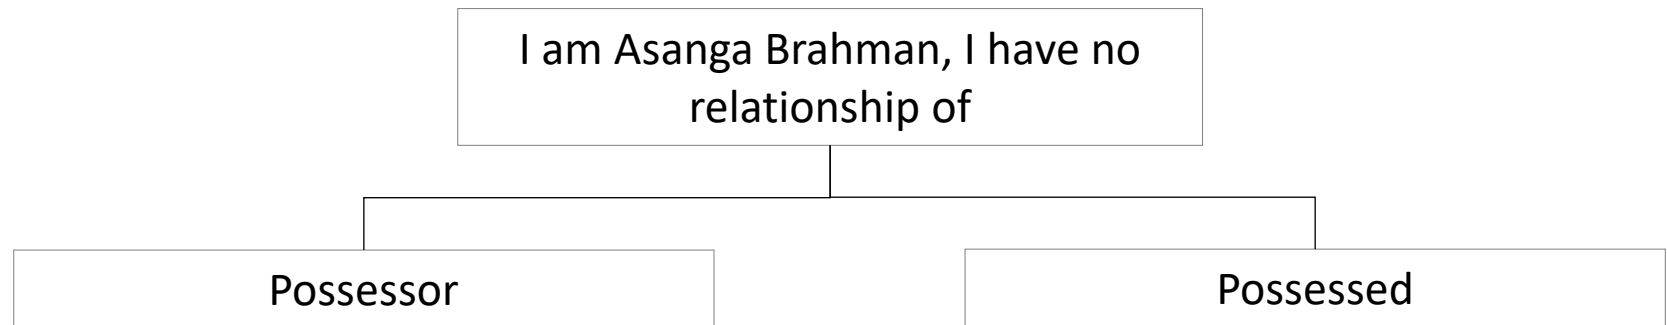 I am Asanga Brahman, I have no
relationship of
Possessor
Possessed